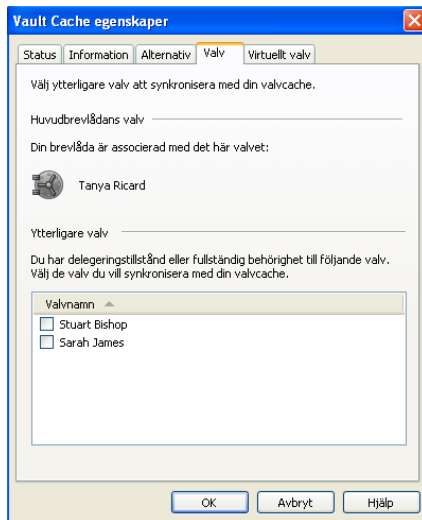 Vault Cache egenskaper
Status Information Alternativ Valv Virtuellt valv
Välj ytterligare valv att synkronisera med din valvcache.
Huvudbrevlådans valv
Din brevlåda är associerad med det här valvet:
Tanya Ricard
Ytterligare valv
Du har delegeringstillstånd eller fullständig behörighet till följande valv.
Välj de valv du vill synkronisera med din valvcache.
Valvnamn
Stuart Bishop
Sarah James
OK Avbryt Hjälp